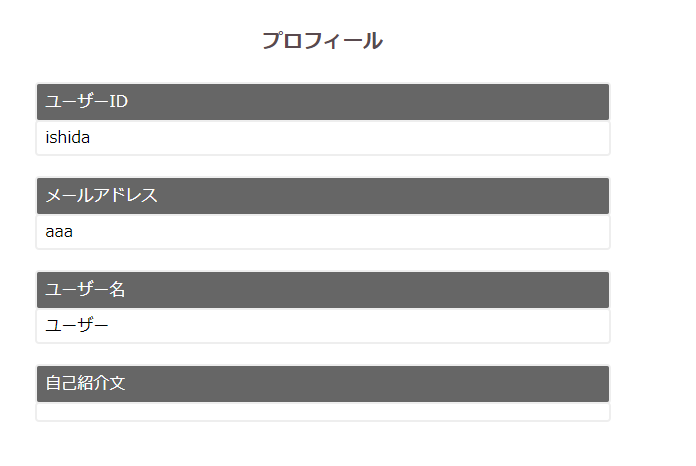 プロフィール
ユーザーID
ishida
メールアドレス
aaa
ユーザー名
ユーザー
自己紹介文